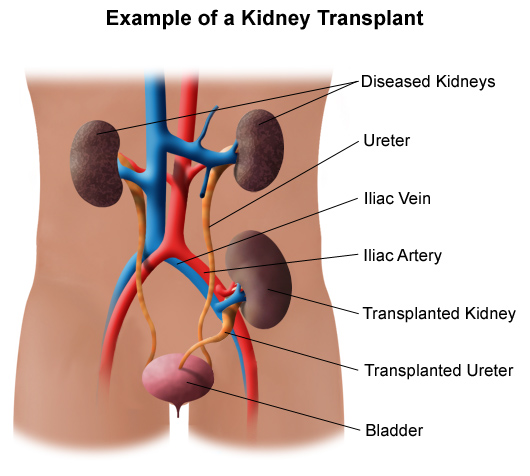 Example of a Kidney Transplant
Diseased Kidneys
Ureter
Iliac Vein
Iliac Artery
Transplanted Kidney
Transplanted Ureter
Bladder